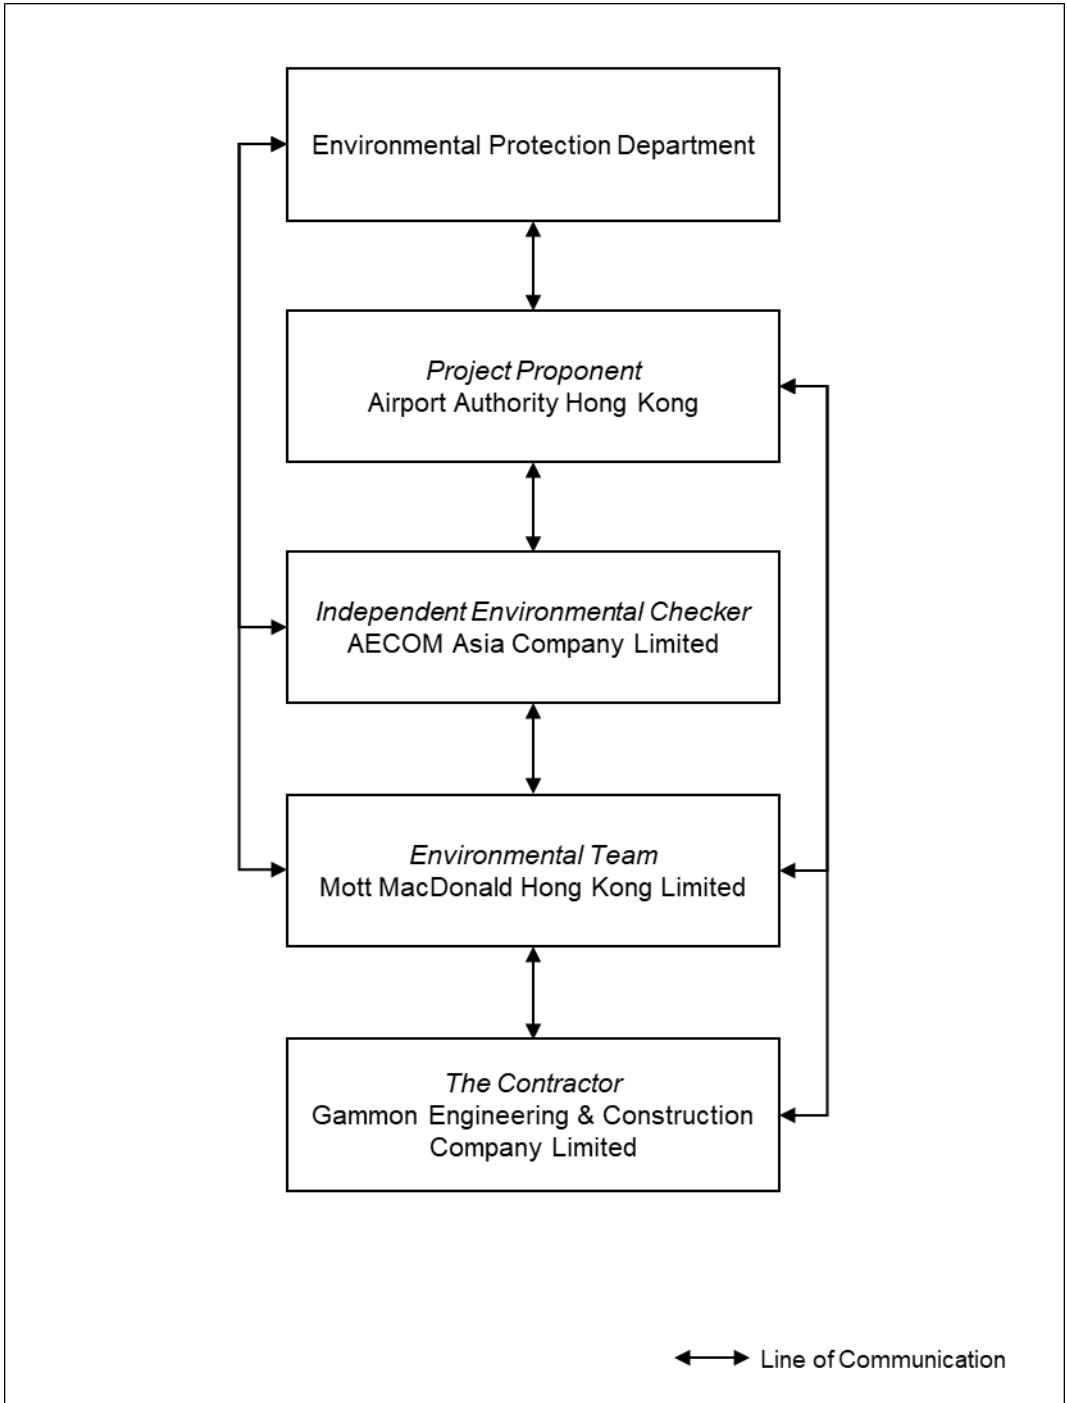 Environmental Protection Department
Project Proponent
Airport Authority Hong Kong
Independent Environmental Checker
AECOM Asia Company Limited
Environmental Team
Mott MacDonald Hong Kong Limited
The Contractor
Gammon Engineering & Construction
Company Limited
Line of Communication